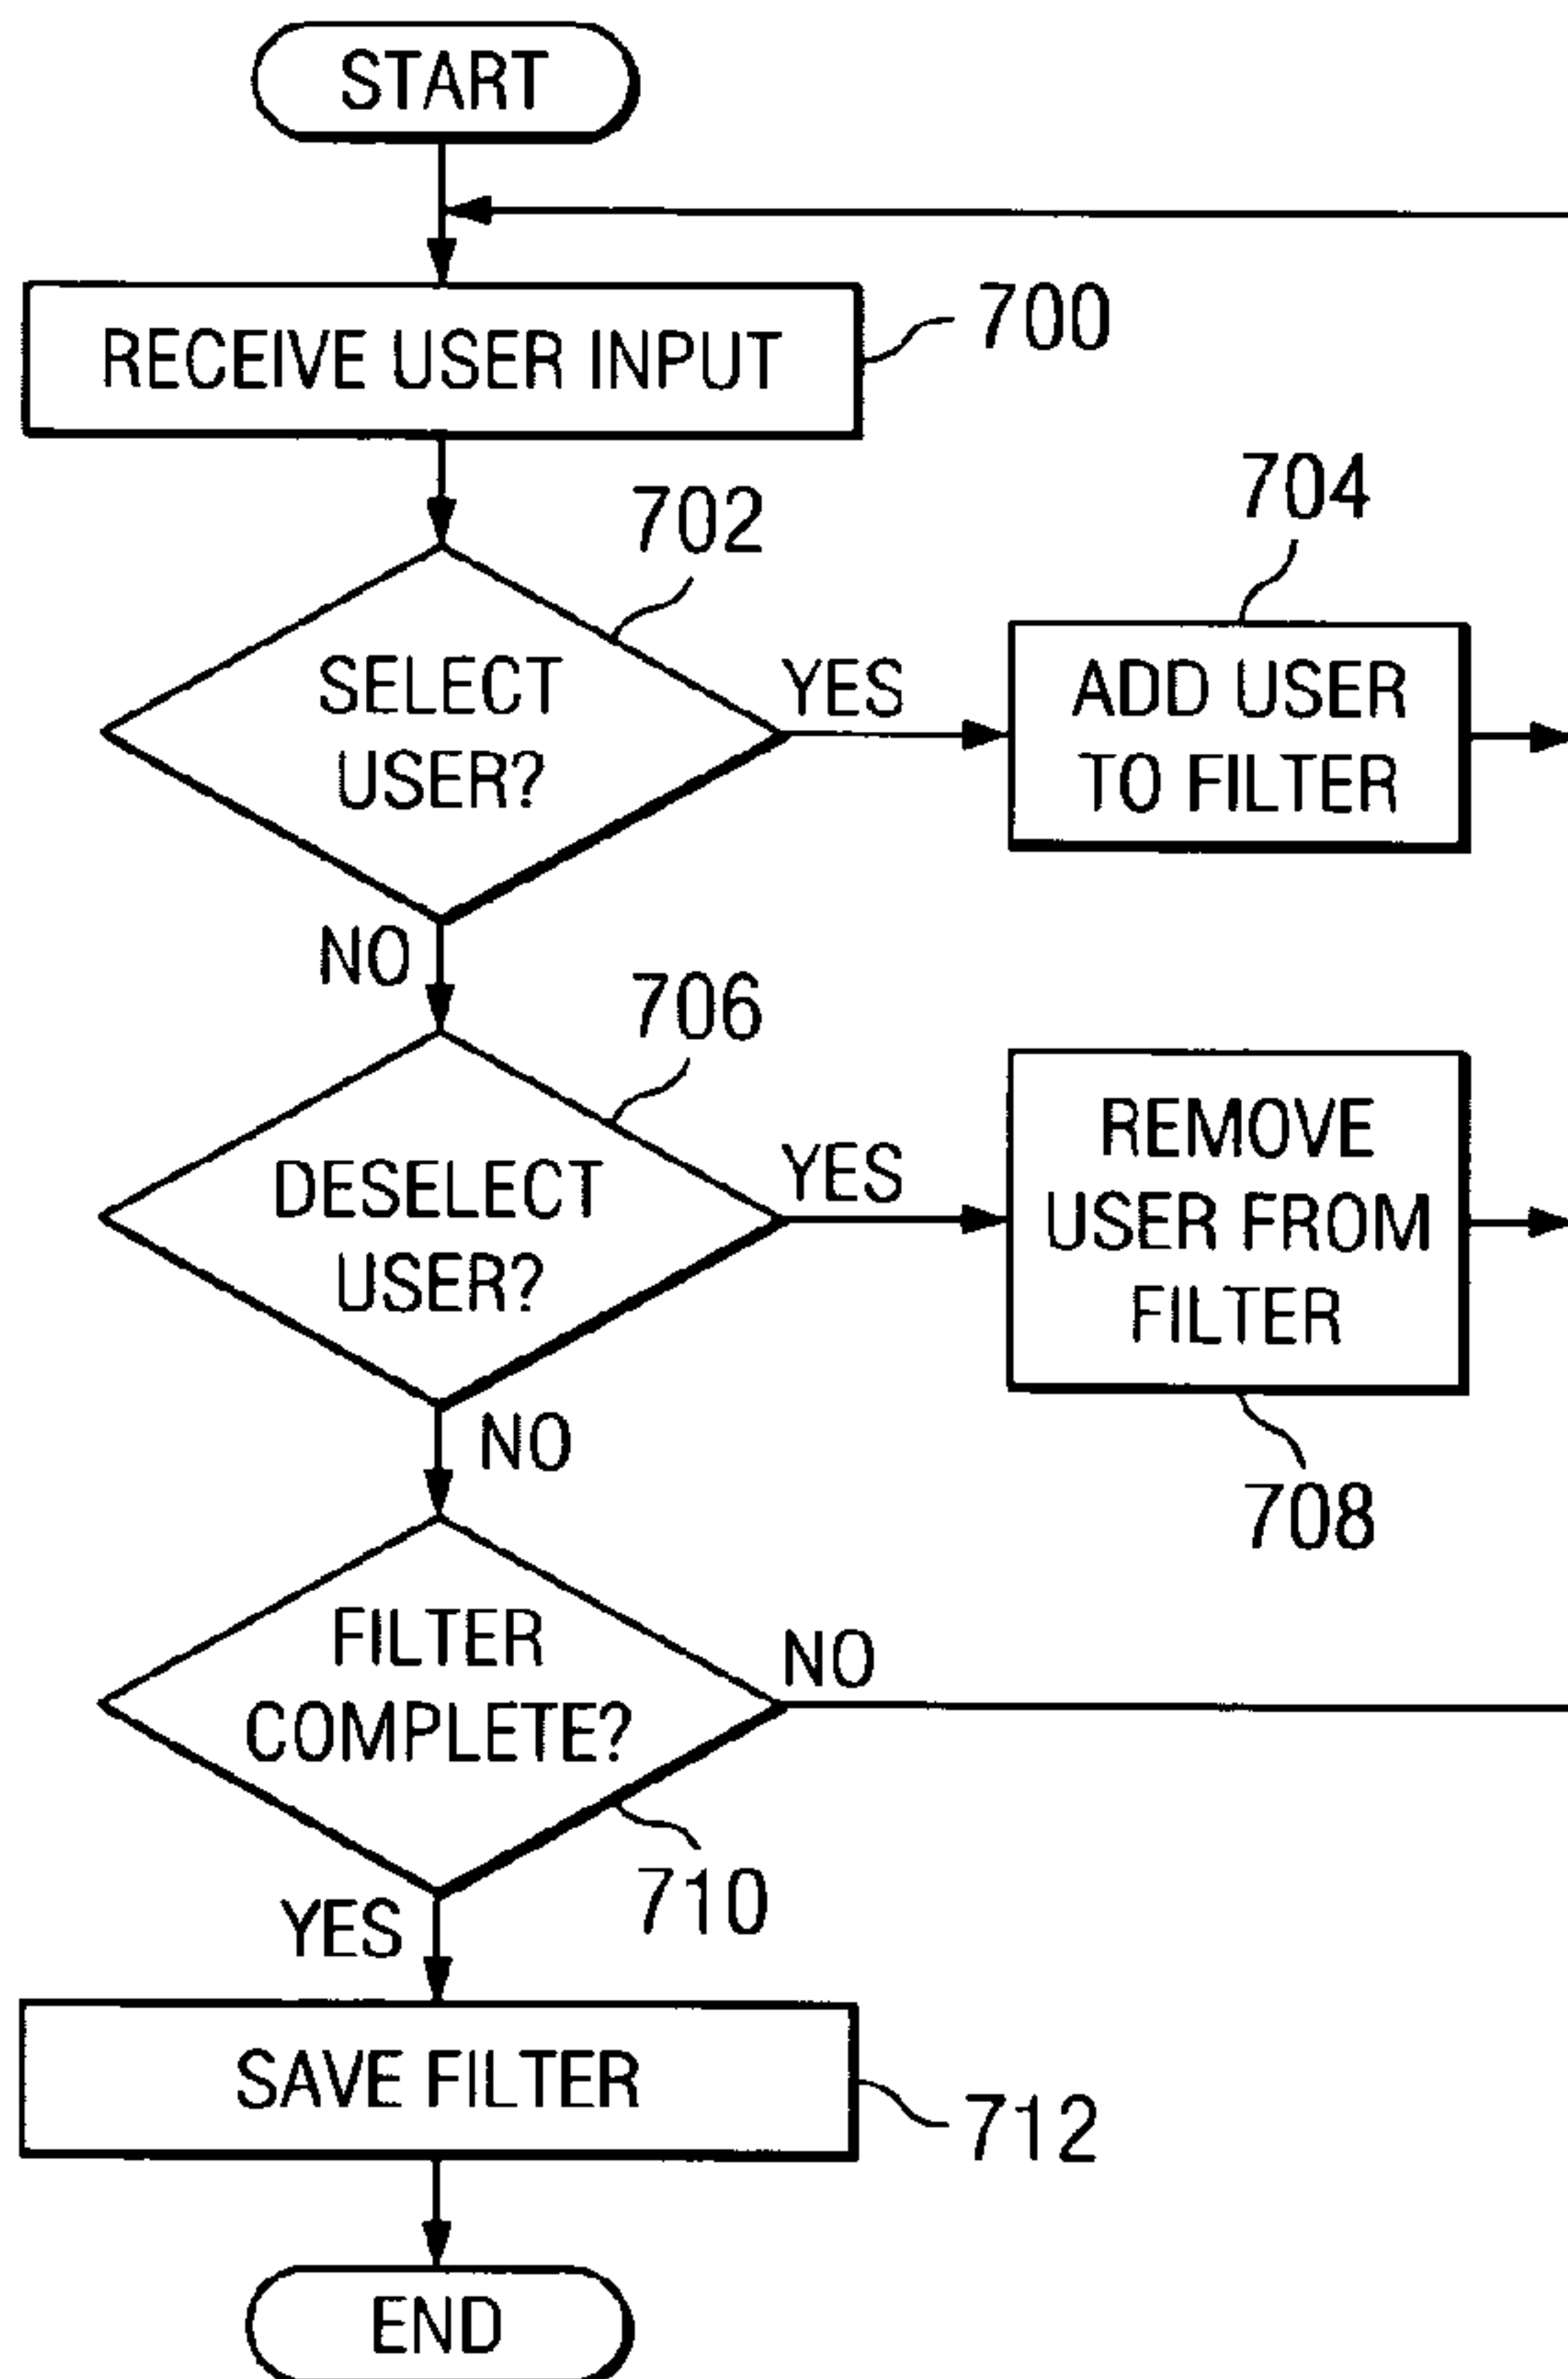 START
RECEIVE USER INPUT
700
702
704
SELECT
USER?
YES
ADD USER
TO FILTER
NO
706
DESELECT
USER?
YES
REMOVE
USER FROM
FILTER
NO
708
FILTER
COMPLETE?
NO
710
YES
SAVE FILTER
712
END